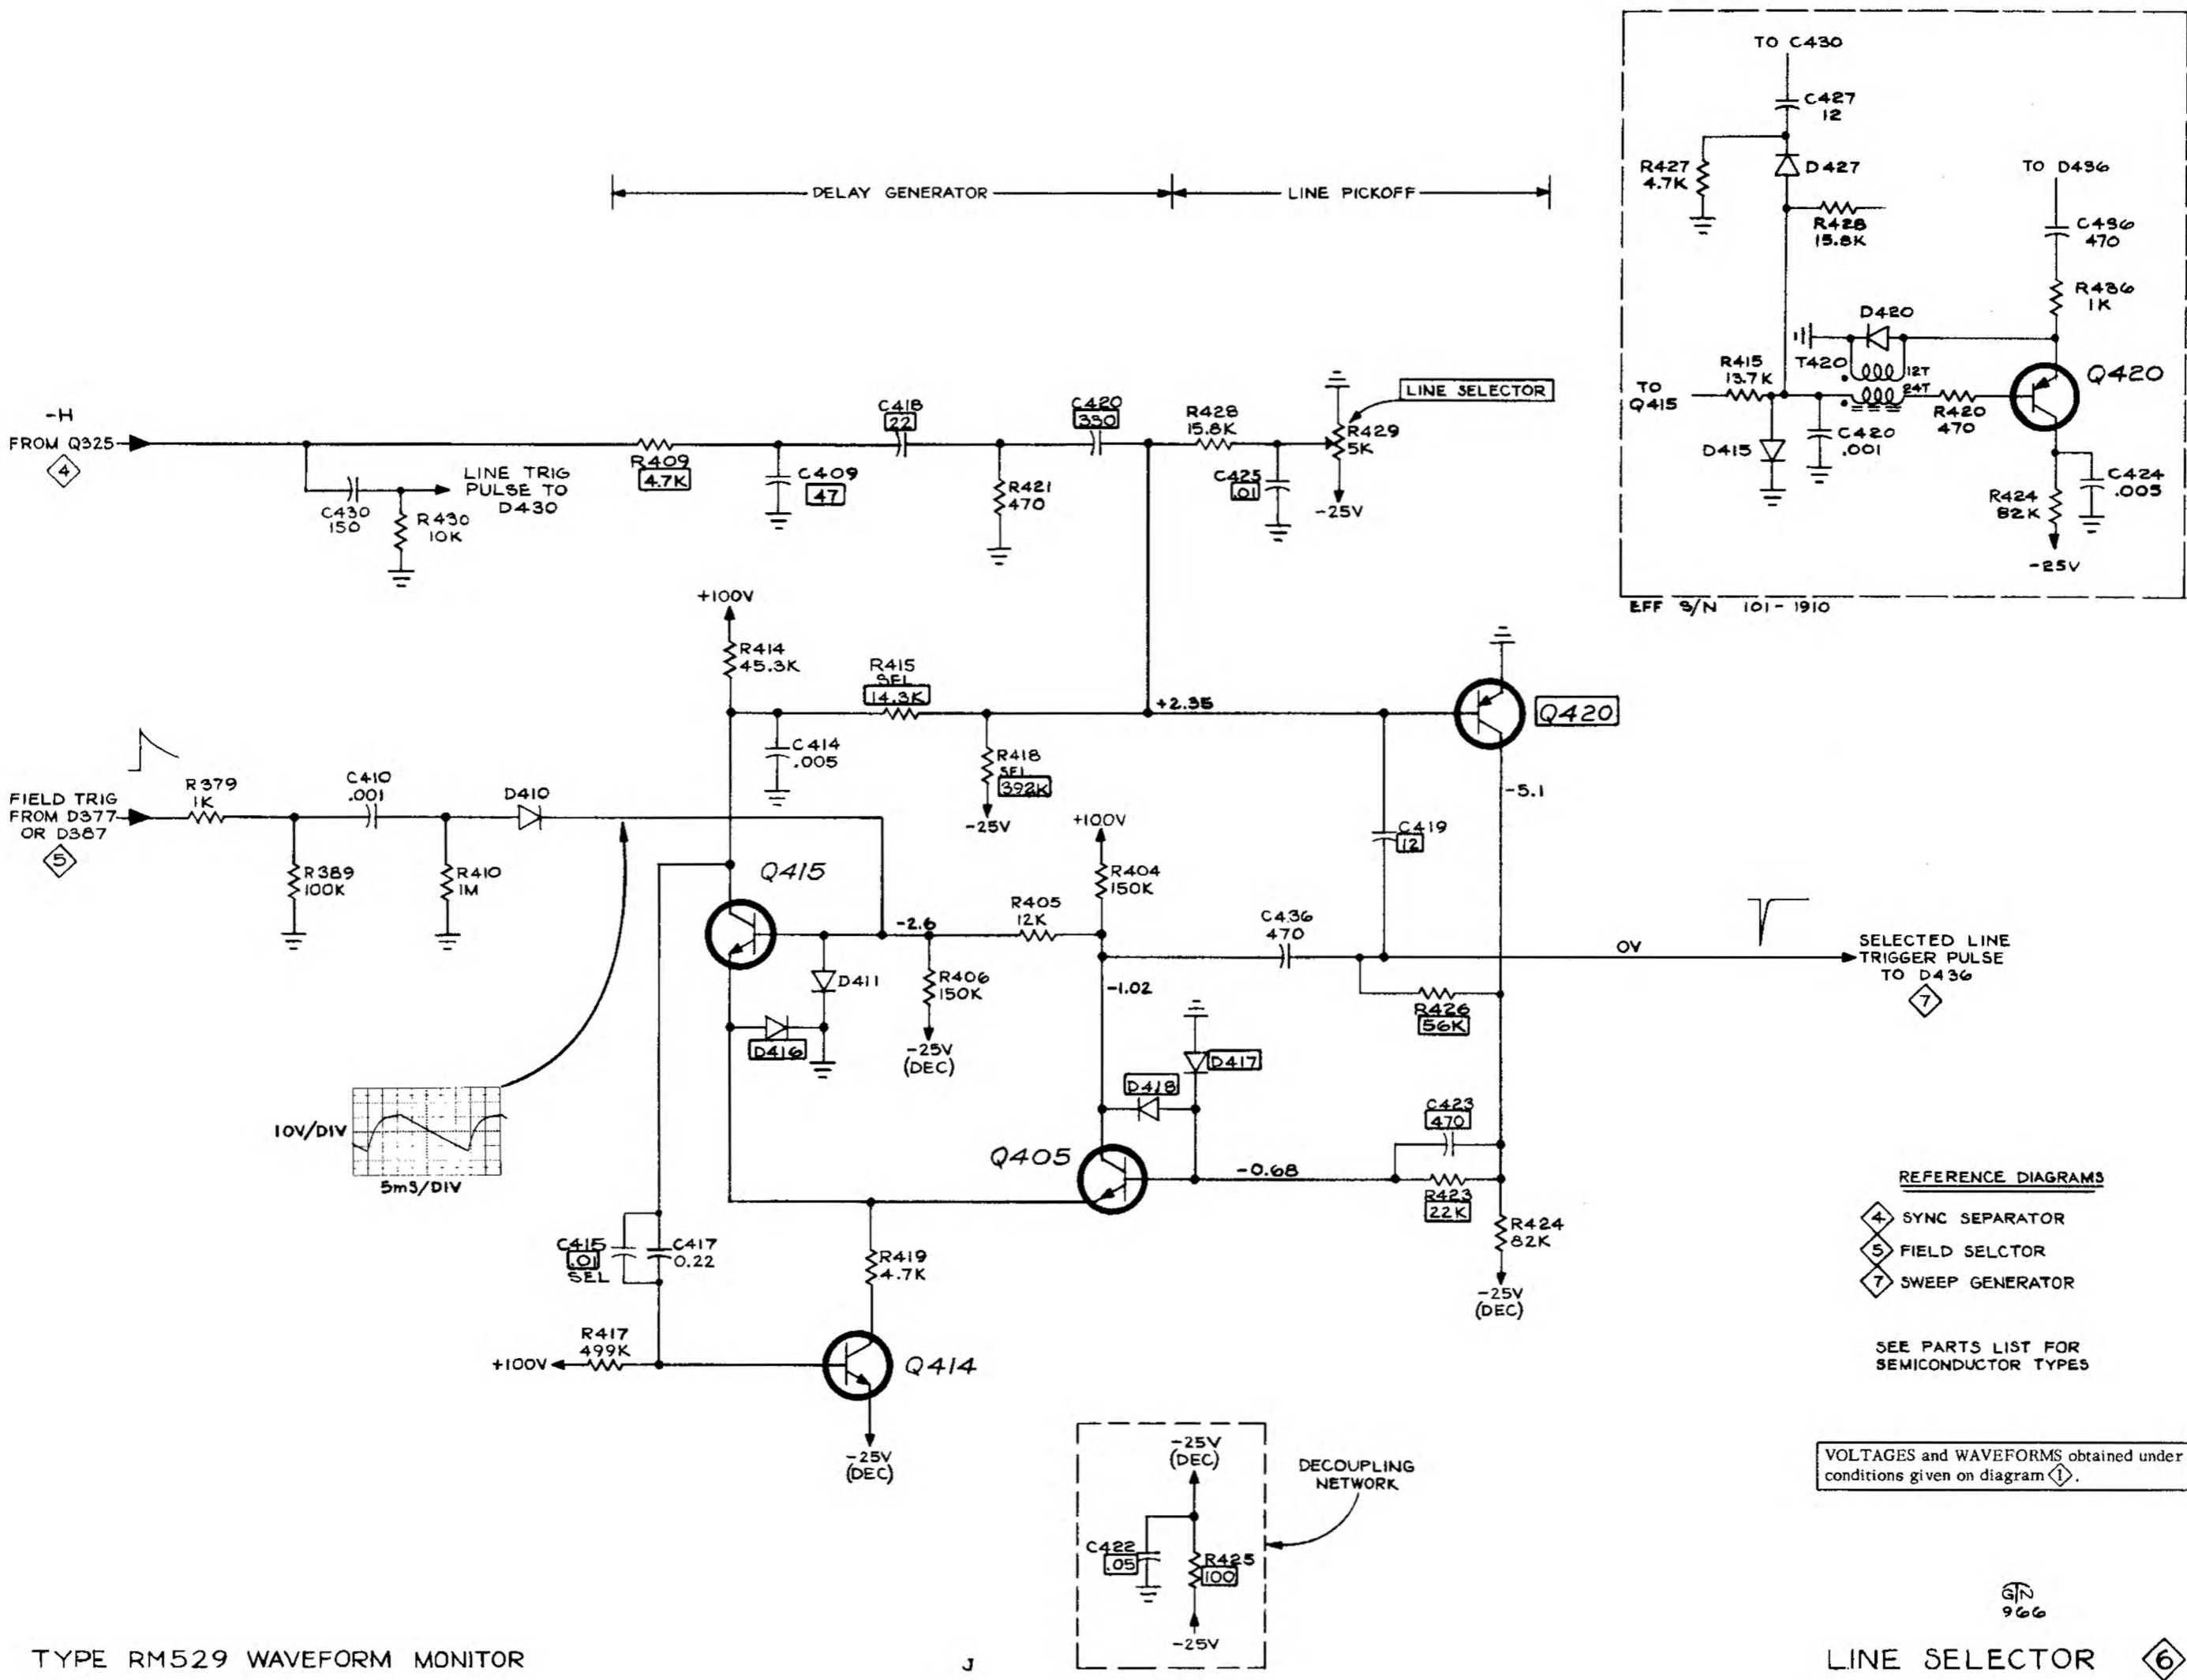 TO C430
C427
12
R427
4.7K
D427
R428
15.8K
TO D436
C436
470
R436
1K
D420
T420
12T
24T
Q420
R415
13.7K
TO
Q415
D415
C420
.001
R420
470
C424
.005
R424
82K
-25V
EFF S/N 101-1910
DELAY GENERATOR
LINE PICKOFF
-H
FROM Q325
4
C430
150
R430
10K
LINE TRIG
PULSE TO
D430
R409
4.7K
C409
47
C418
22
R421
470
C420
330
R428
15.8K
C425
.01
R429
5K
LINE SELECTOR
-25V
+100V
R414
45.3K
R415
SEL
14.3K
C414
.005
R418
SEL
392K
-25V
+2.35
Q420
-5.1
FIELD TRIG
FROM D377
OR D387
5
R379
1K
R389
100K
C410
.001
R410
1M
D410
Q415
-2.6
D411
D416
R406
150K
-25V
(DEC)
R405
12K
+100V
R404
150K
-1.02
C436
470
C419
12
0V
SELECTED LINE
TRIGGER PULSE
TO D436
7
R426
56K
D417
D418
C423
470
Q405
-0.68
R423
22K
R424
82K
-25V
(DEC)
10V/DIV
5mS/DIV
C415
.01
SEL
C417
0.22
R419
4.7K
+100V
R417
499K
Q414
-25V
(DEC)
-25V
(DEC)
C422
.05
R425
100
-25V
DECOUPLING
NETWORK
REFERENCE DIAGRAMS
4 SYNC SEPARATOR
5 FIELD SELCTOR
7 SWEEP GENERATOR
SEE PARTS LIST FOR
SEMICONDUCTOR TYPES
VOLTAGES and WAVEFORMS obtained under
conditions given on diagram 1.
GTN
966
TYPE RM529 WAVEFORM MONITOR
J
LINE SELECTOR 6